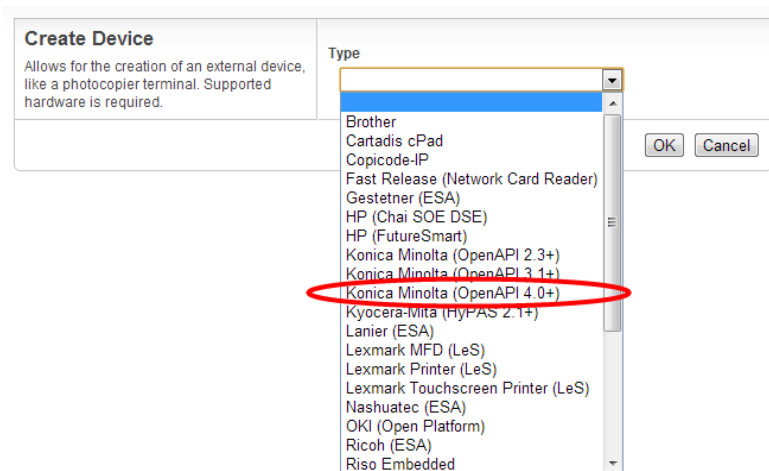 Create Device
Allows for the creation of an external device,
like a photocopier terminal. Supported
hardware is required.
Type
Brother
Cartadis cPad
Copicode-IP
Fast Release (Network Card Reader)
Gestetner (ESA)
HP (Chai SOE DSE)
HP (FutureSmart)
Konica Minolta (OpenAPI 2.3+)
Konica Minolta (OpenAPI 3.1+)
Konica Minolta (OpenAPI 4.0+)
Kyocera-Mita (HyPAS 2.1+)
Lanier (ESA)
Lexmark MFD (LeS)
Lexmark Printer (LeS)
Lexmark Touchscreen Printer (LeS)
Nashuatec (ESA)
OKI (Open Platform)
Ricoh (ESA)
Riso Embedded
OK Cancel